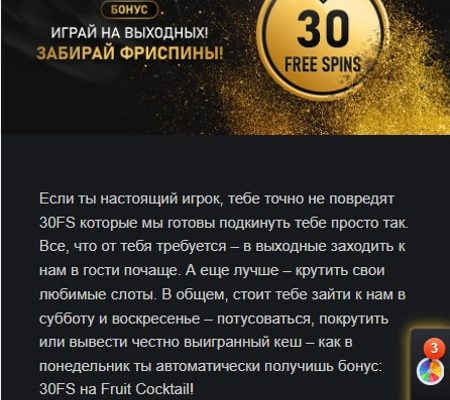 БОНУС
ИГРАЙ НА ВЫХОДНЫХ!
ЗАБИРАЙ ФРИСПИНЫ!
30
FREE SPINS
Если ты настоящий игрок, тебе точно не повредят
30FS которые мы готовы подкинуть тебе просто так.
Все, что от тебя требуется – в выходные заходить к
нам в гости почаще. А еще лучше – крутить свои
любимые слоты. В общем, стоит тебе зайти к нам в
субботу и воскресенье – потусоваться, покрутить
или вывести честно выигранный кеш – как в
понедельник ты автоматически получишь бонус:
30FS на Fruit Cocktail!
3